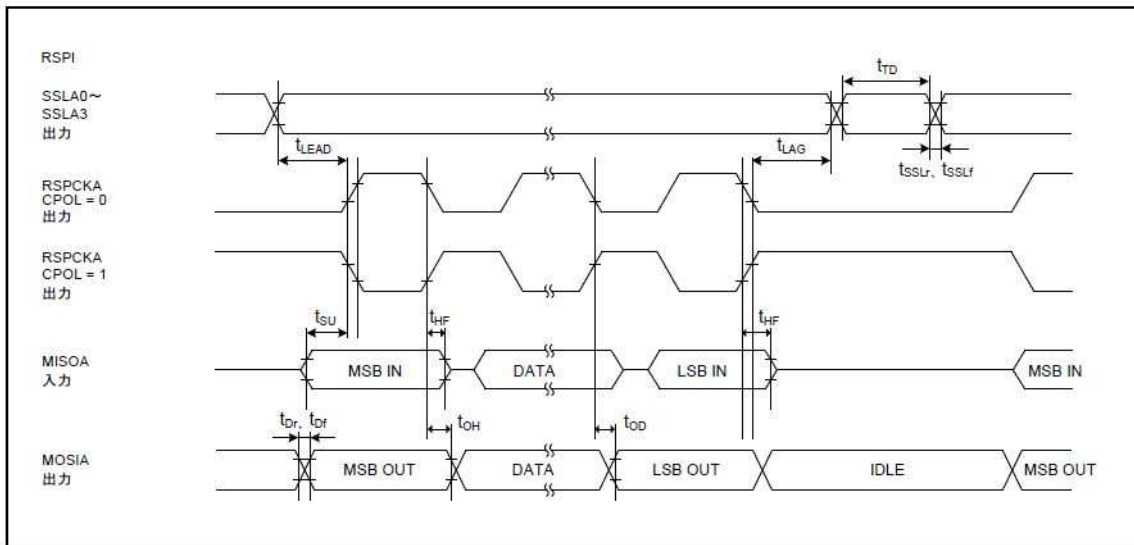 RSPI
SSLA0～
SSLA3
出力
tTD
tLEAD
tLAG
tSSLr、tSSLf
RSPCKA
CPOL = 0
出力
RSPCKA
CPOL = 1
出力
tSU
tHF
tHF
MISOA
入力
MSB IN
DATA
LSB IN
MSB IN
tDr、tDf
tOH
tOD
MOSIA
出力
MSB OUT
DATA
LSB OUT
IDLE
MSB OUT